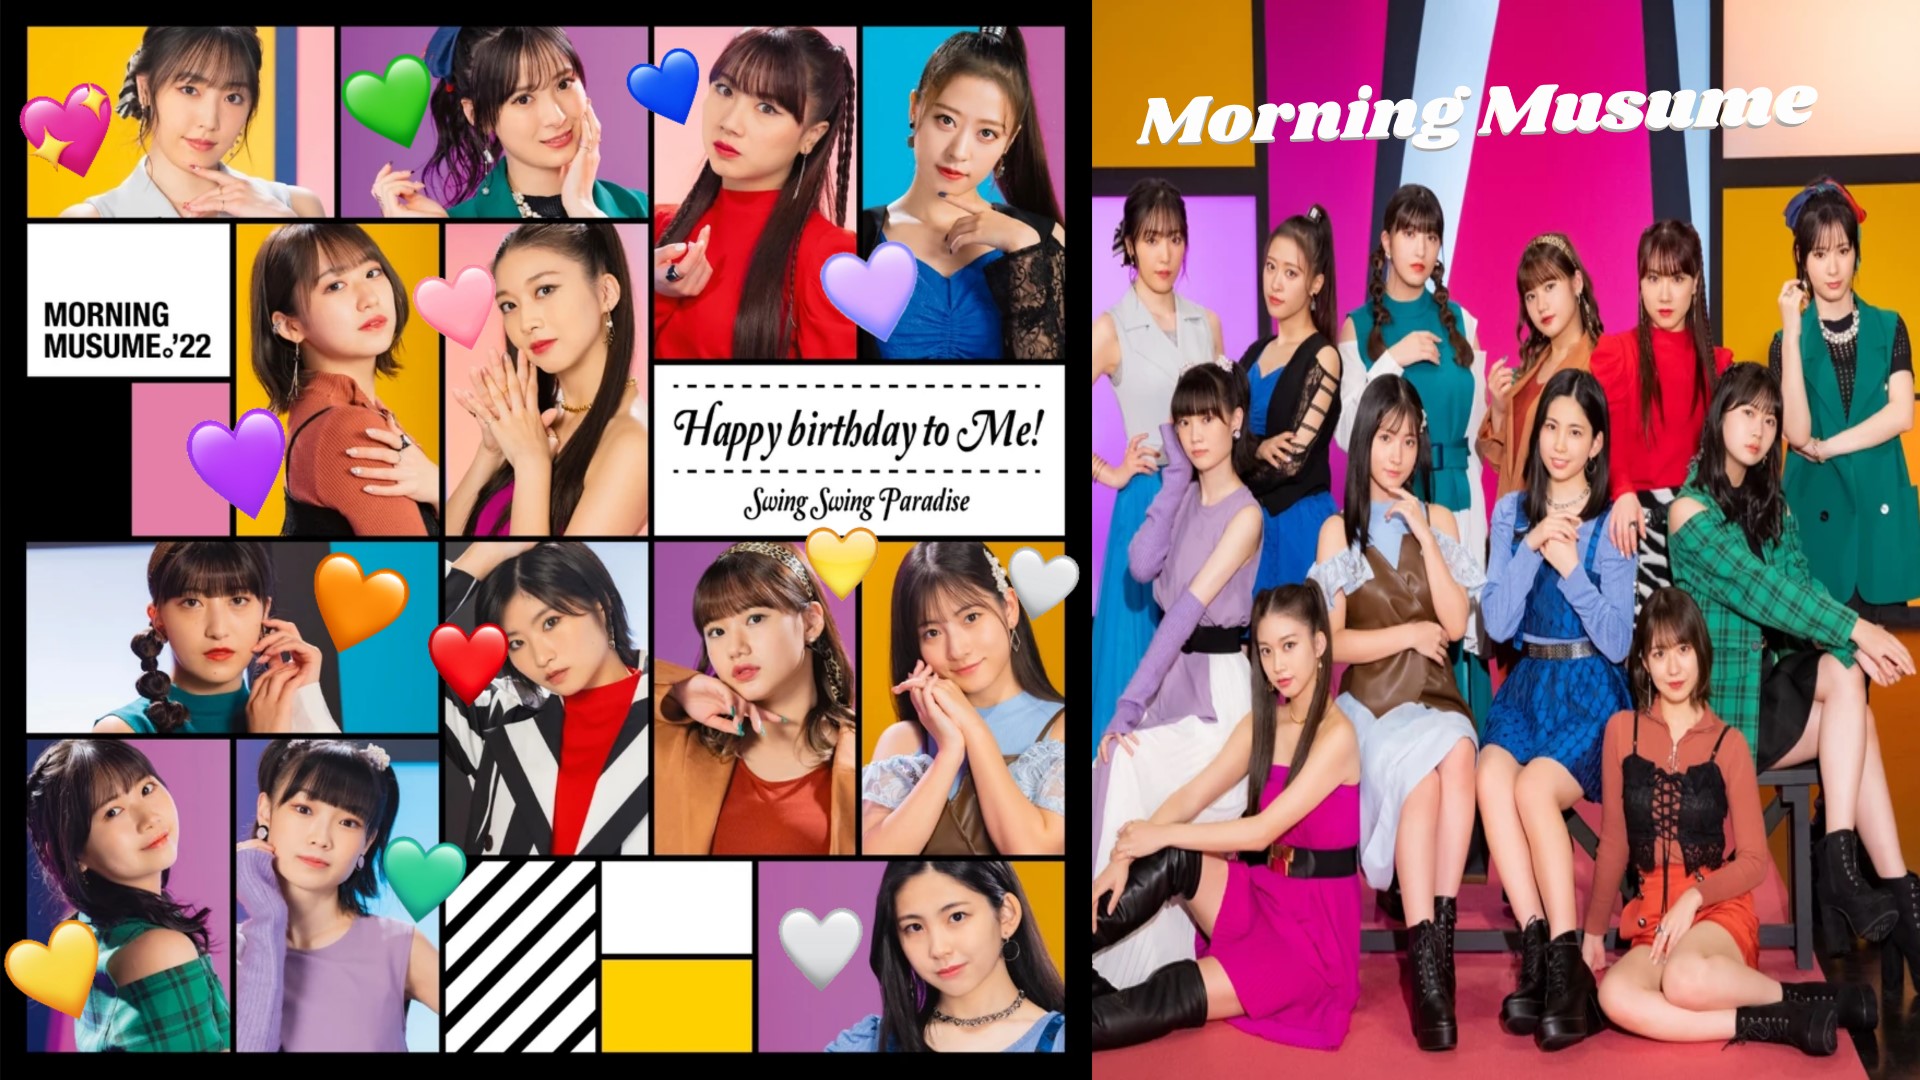 MORNING
MUSUME。'22
Happy birthday to Me!
Swing Swing Paradise
Morning Musume